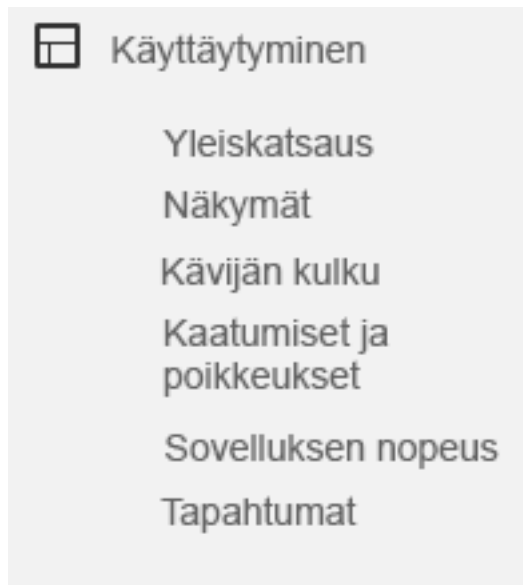 Käyttäytyminen
Yleiskatsaus
Näkymät
Kävijän kulku
Kaatumiset ja
poikkeukset
Sovelluksen nopeus
Tapahtumat